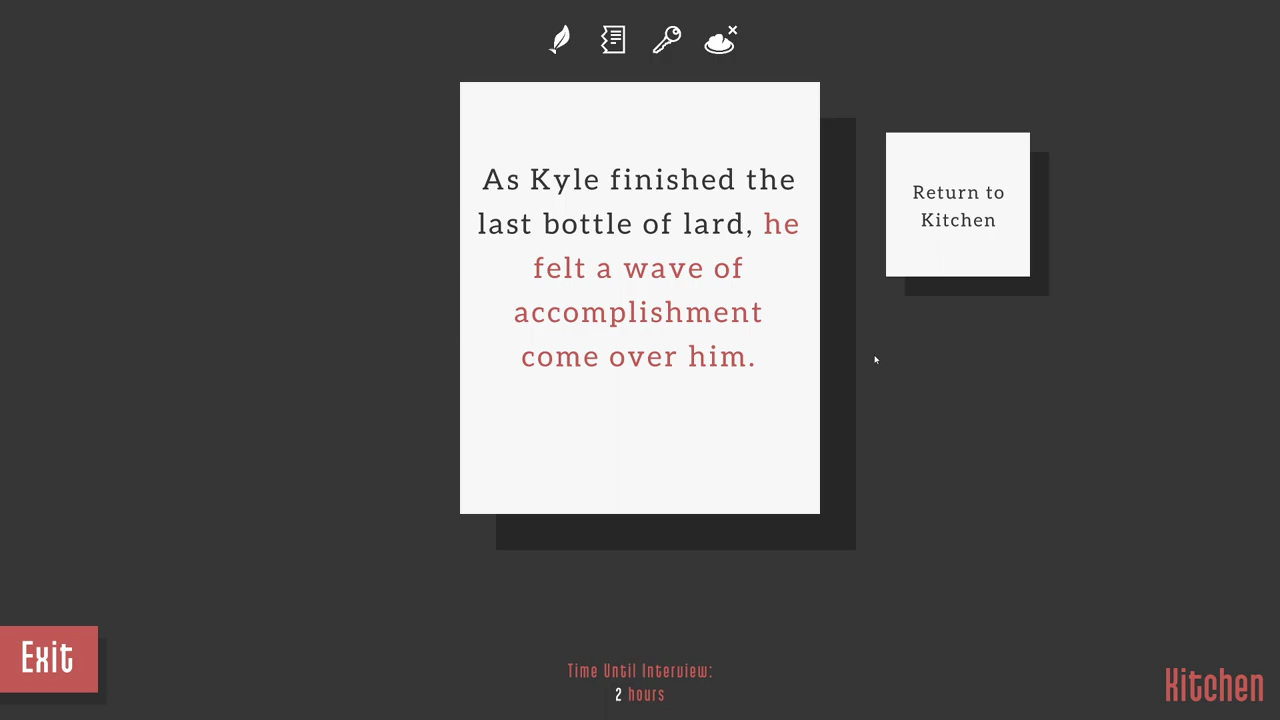 As Kyle finished the
last bottle of lard, he
felt a wave of
accomplishment
come over him.
Return to
Kitchen
Exit
Time Until Interview:
2 hours
Kitchen